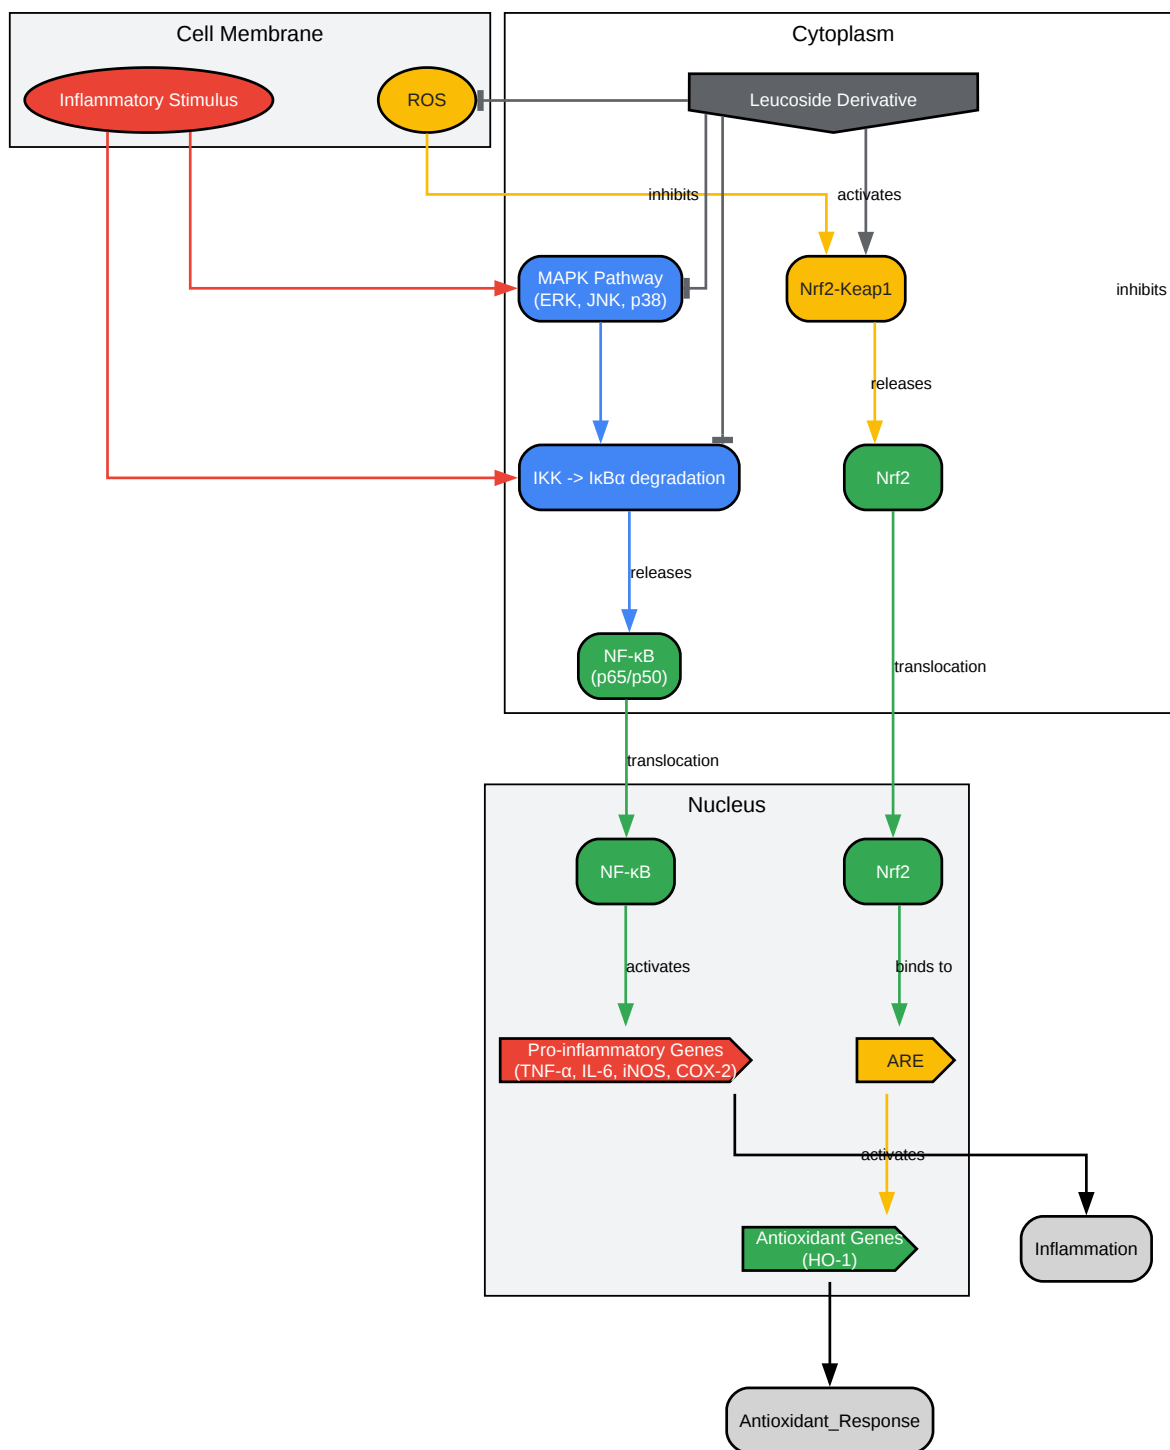 Cell Membrane
Cytoplasm
Inflammatory Stimulus
ROS
Leucoside Derivative
inhibits
activates
MAPK Pathway
(ERK, JNK, p38)
Nrf2-Keap1
inhibits
releases
IKK -> IκBα degradation
Nrf2
releases
NF-κB
(p65/p50)
translocation
translocation
Nucleus
NF-κB
Nrf2
activates
binds to
Pro-inflammatory Genes
(TNF-α, IL-6, iNOS, COX-2)
ARE
activates
Antioxidant Genes
(HO-1)
Inflammation
Antioxidant_Response